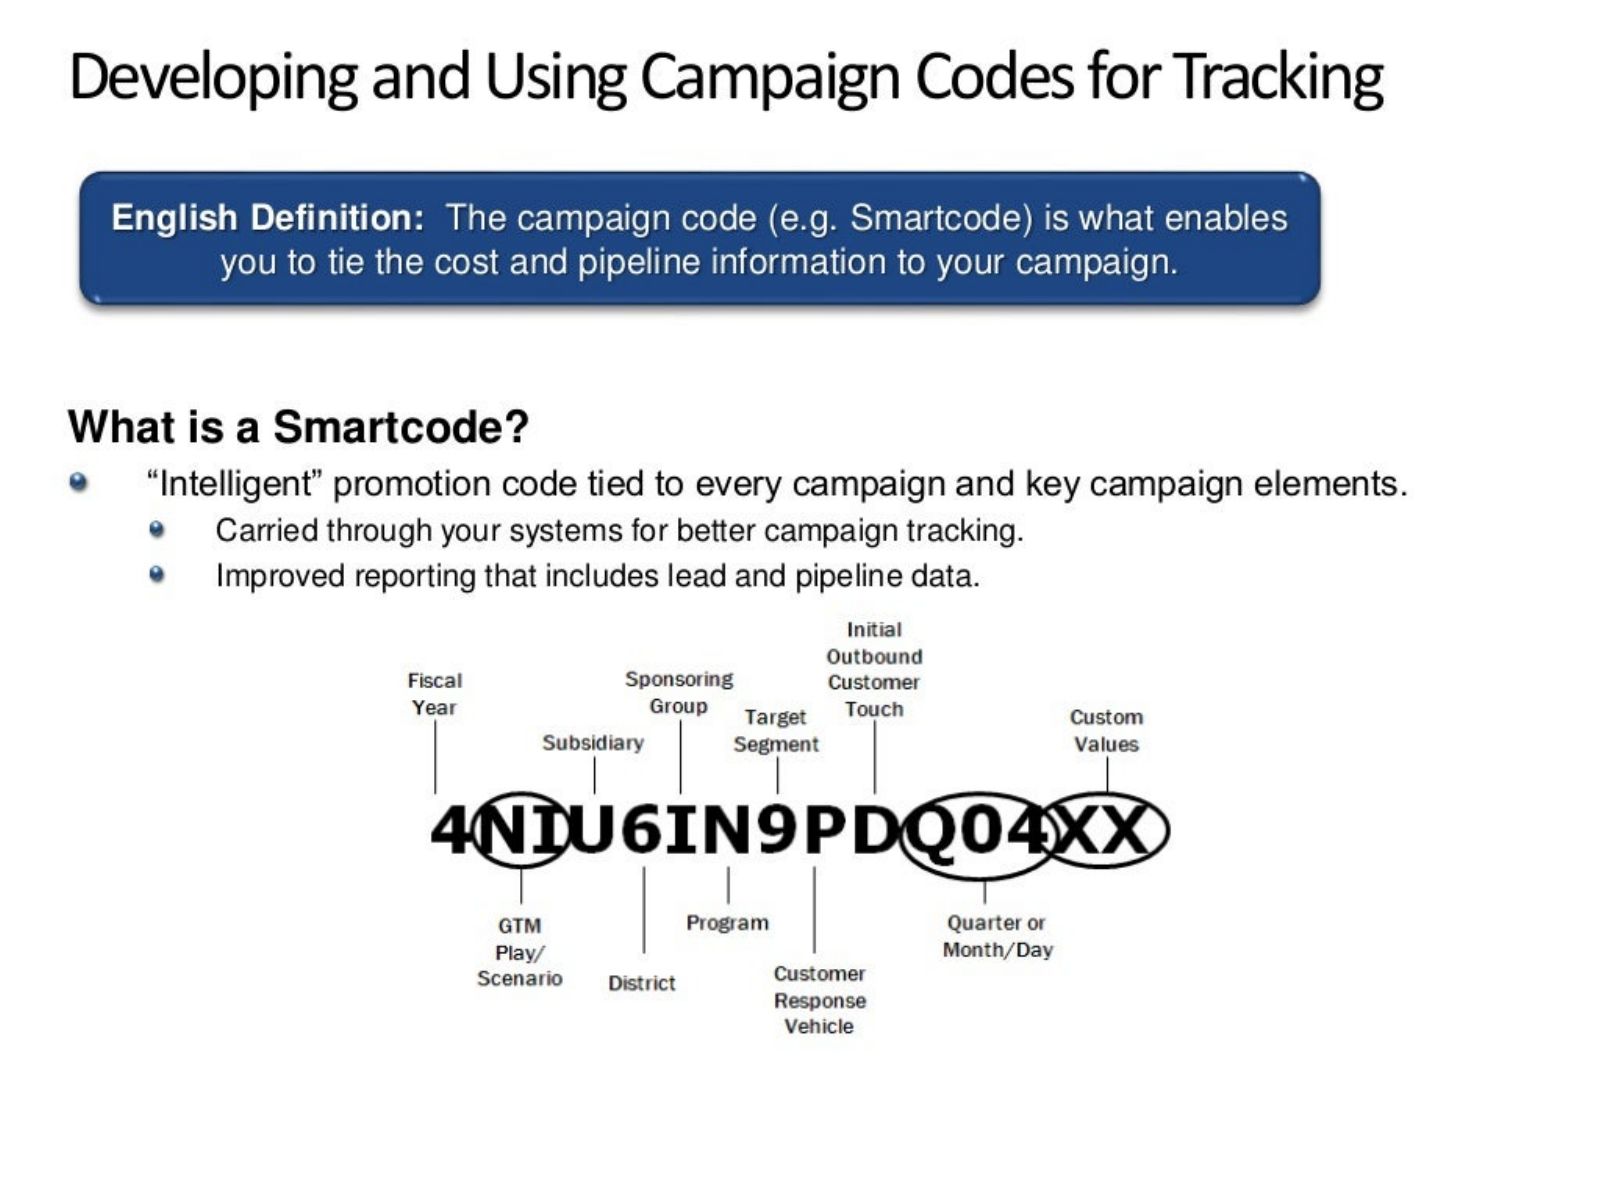 Developing and Using Campaign Codes for Tracking
English Definition: The campaign code (e.g. Smartcode) is what enables
you to tie the cost and pipeline information to your campaign.
What is a Smartcode?
“Intelligent” promotion code tied to every campaign and key campaign elements.
Carried through your systems for better campaign tracking.
Improved reporting that includes lead and pipeline data.
Fiscal
Year
Subsidiary
Sponsoring
Group
Target
Segment
Initial
Outbound
Customer
Touch
Custom
Values
4NIU6IN9PDQ04XX
GTM
Play/
Scenario
District
Program
Customer
Response
Vehicle
Quarter or
Month/Day